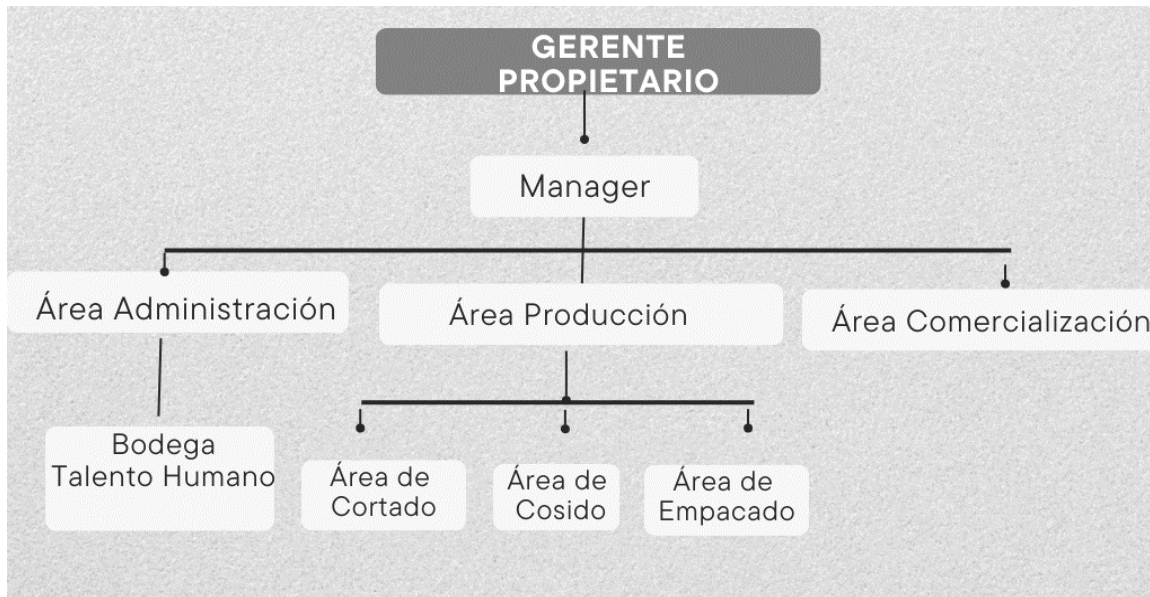 GERENTE
PROPIETARIO
Manager
Área Administración
Área Producción
Área Comercialización
Bodega
Talento Humano
Área de
Cortado
Área de
Cosido
Área de
Empacado